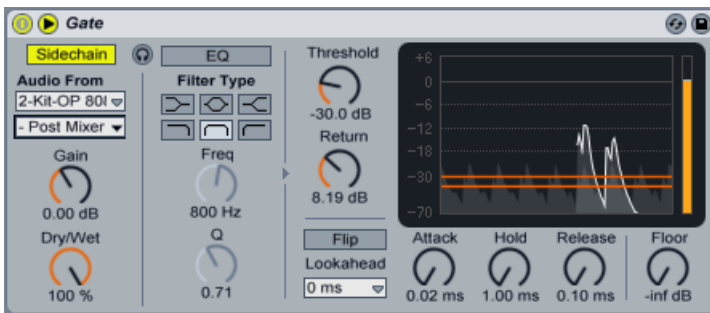 Gate
Sidechain
EQ
Audio From
2-Kit-OP 80
- Post Mixer
Gain
0.00 dB
Dry/Wet
100 %
Filter Type
Freq
800 Hz
Q
0.71
Threshold
-30.0 dB
Return
8.19 dB
Flip
Lookahead
0 ms
+6
0
-6
-12
-18
-30
-70
Attack
0.02 ms
Hold
1.00 ms
Release
0.10 ms
Floor
-inf dB